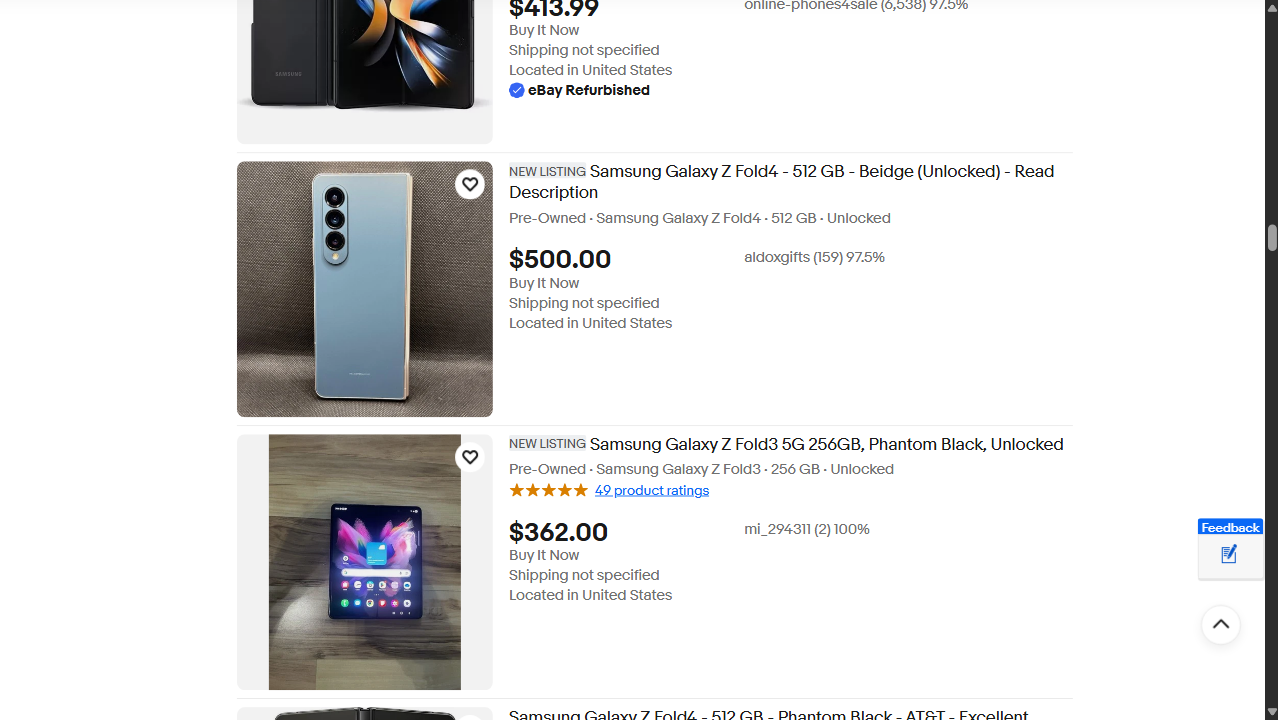 $413.99
online-phones4sale (6,538) 97.5%
Buy It Now
Shipping not specified
Located in United States
eBay Refurbished
SAMSUNG
NEW LISTING Samsung Galaxy Z Fold4 - 512 GB - Beidge (Unlocked) - Read
Description
Pre-Owned · Samsung Galaxy Z Fold4 · 512 GB · Unlocked
$500.00
aldoxgifts (159) 97.5%
Buy It Now
Shipping not specified
Located in United States
NEW LISTING Samsung Galaxy Z Fold3 5G 256GB, Phantom Black, Unlocked
Pre-Owned · Samsung Galaxy Z Fold3 · 256 GB · Unlocked
49 product ratings
$362.00
mi_294311 (2) 100%
Buy It Now
Shipping not specified
Located in United States
Feedback
Samsung Galaxy Z Fold4 - 512 GB - Phantom Black - AT&T - Excellent